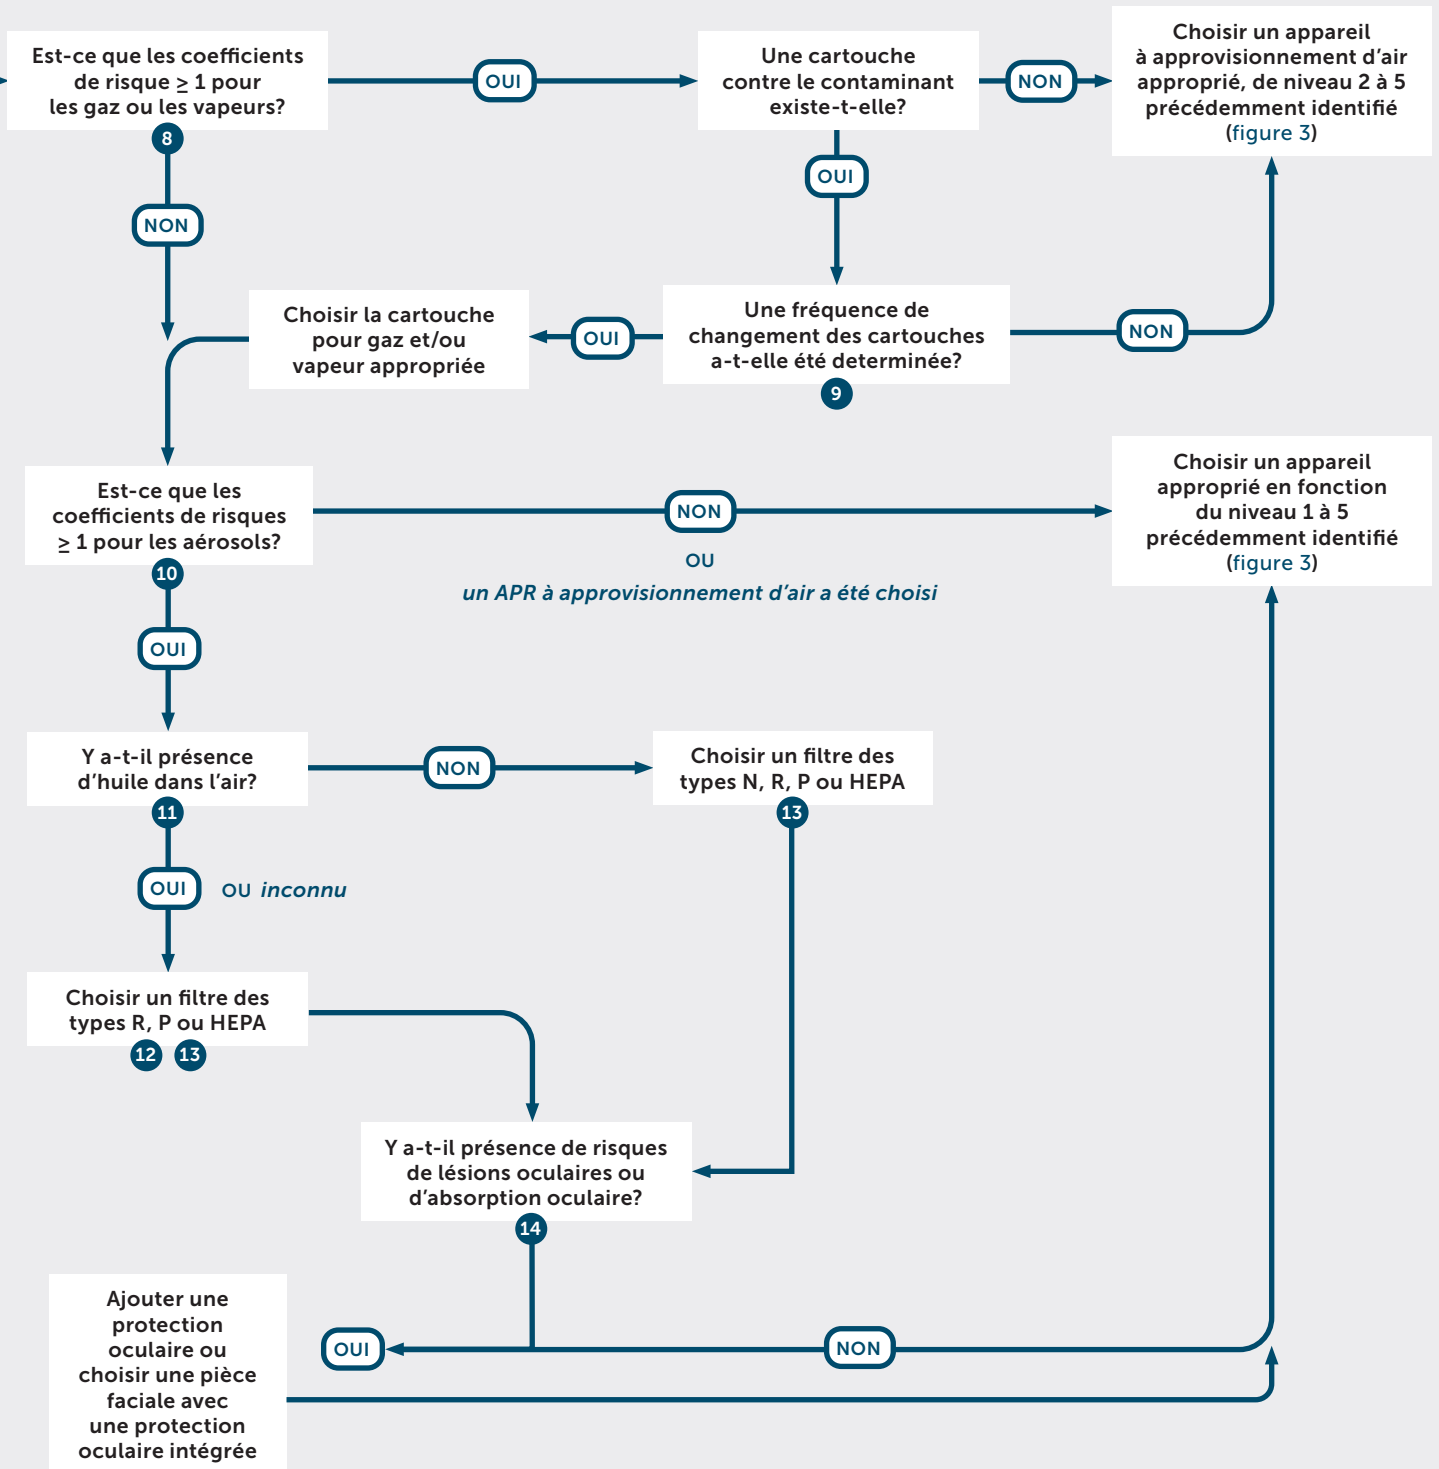 Est-ce que les coefficients
de risque ≥ 1 pour
les gaz ou les vapeurs?
8
OUI
Une cartouche
contre le contaminant
existe-t-elle?
NON
Choisir un appareil
à approvisionnement d'air
approprié, de niveau 2 à 5
précédemment identifié
(figure 3)
NON
OUI
Choisir la cartouche
pour gaz et/ou
vapeur appropriée
OUI
Une fréquence de
changement des cartouches
a-t-elle été determinée?
9
NON
Est-ce que les
coefficients de risques
≥ 1 pour les aérosols?
10
NON
OU
un APR à approvisionnement d'air a été choisi
Choisir un appareil
approprié en fonction
du niveau 1 à 5
précédemment identifié
(figure 3)
OUI
Y a-t-il présence
d'huile dans l'air?
11
NON
Choisir un filtre des
types N, R, P ou HEPA
13
OUI OU inconnu
Choisir un filtre des
types R, P ou HEPA
12 13
Y a-t-il présence de risques
de lésions oculaires ou
d'absorption oculaire?
14
OUI
NON
Ajouter une
protection
oculaire ou
choisir une pièce
faciale avec
une protection
oculaire intégrée